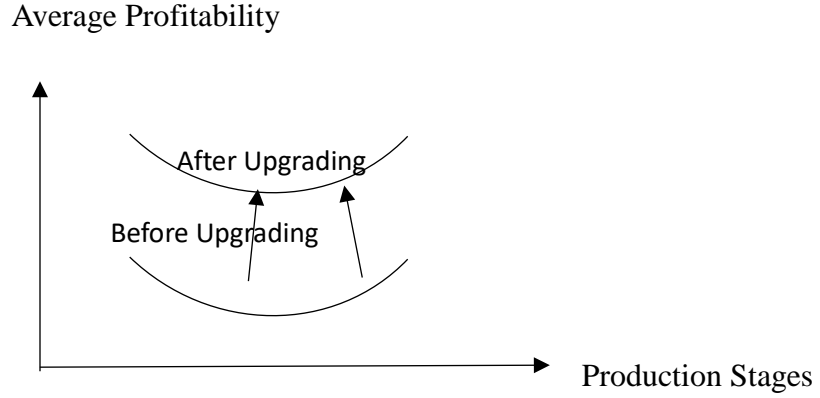 Average Profitability
After Upgrading
Before Upgrading
Production Stages